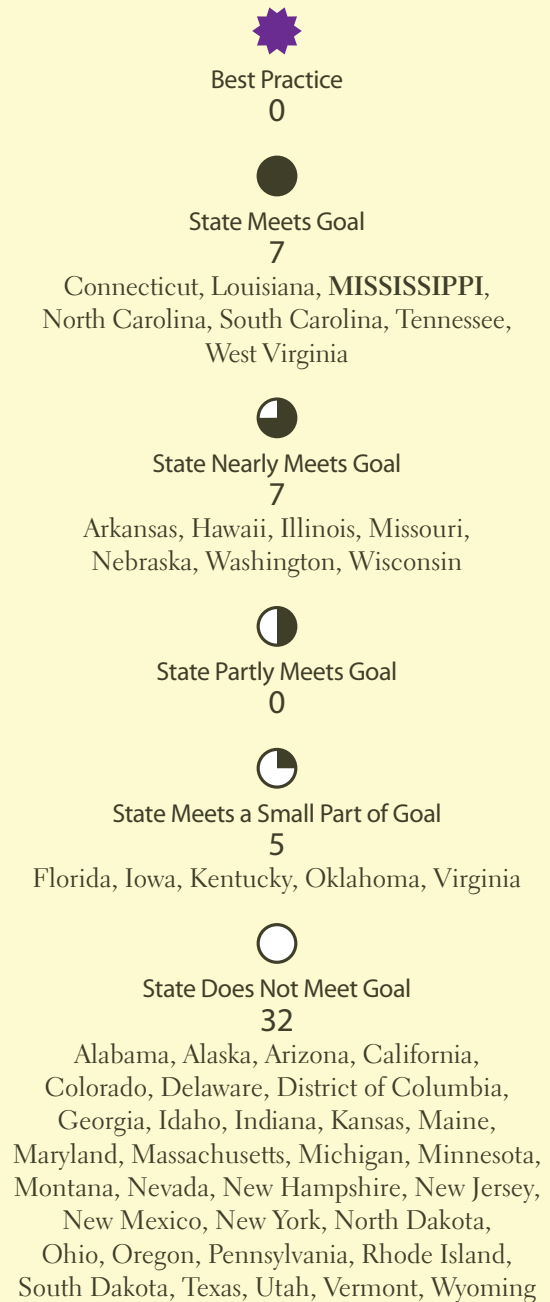 Best Practice
0
State Meets Goal
7
Connecticut, Louisiana, MISSISSIPPI,
North Carolina, South Carolina, Tennessee,
West Virginia
State Nearly Meets Goal
7
Arkansas, Hawaii, Illinois, Missouri,
Nebraska, Washington, Wisconsin
State Partly Meets Goal
0
State Meets a Small Part of Goal
5
Florida, Iowa, Kentucky, Oklahoma, Virginia
State Does Not Meet Goal
32
Alabama, Alaska, Arizona, California,
Colorado, Delaware, District of Columbia,
Georgia, Idaho, Indiana, Kansas, Maine,
Maryland, Massachusetts, Michigan, Minnesota,
Montana, Nevada, New Hampshire, New Jersey,
New Mexico, New York, North Dakota,
Ohio, Oregon, Pennsylvania, Rhode Island,
South Dakota, Texas, Utah, Vermont, Wyoming